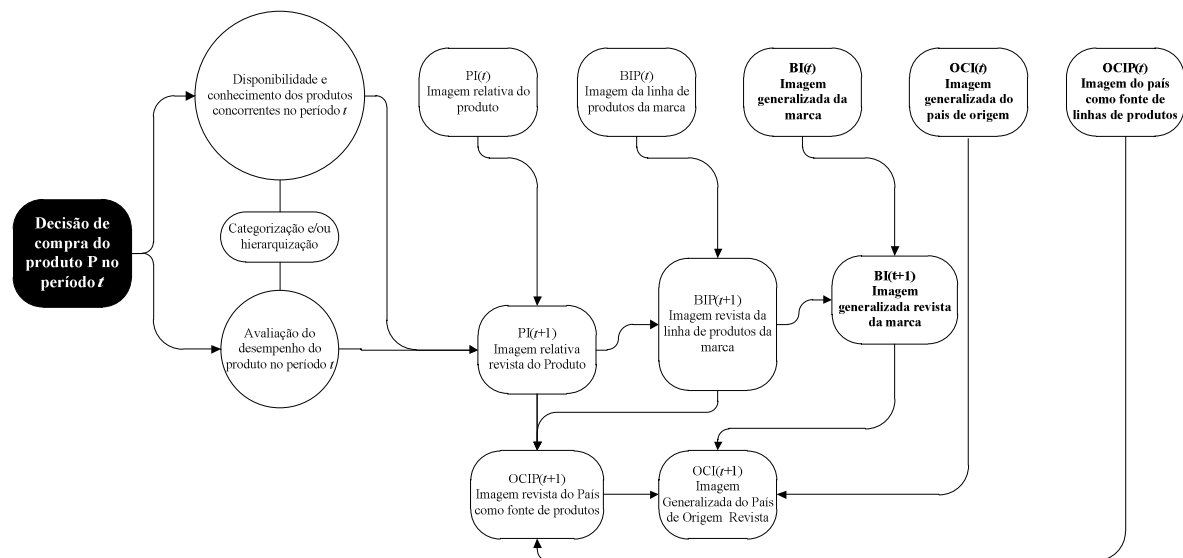 Disponibilidade e
conhecimento dos produtos
concorrentes no período t
PI(t)
Imagem relativa do
produto
BIP(t)
Imagem da linha de
produtos da marca
BI(t)
Imagem
generalizada da
marca
OCI(t)
Imagem
generalizada do
pais de origem
OCIP(t)
Imagem do país
como fonte de
linhas de produtos
Decisão de
compra do
produto P no
período t
Categorização e/ou
hierarquização
Avaliação do
desempenho do
produto no período t
PI(t+1)
Imagem relativa
revista do Produto
BIP(t+1)
Imagem revista da
linha de produtos da
marca
BI(t+1)
Imagem
generalizada revista
da marca
OCIP(t+1)
Imagem revista do País
como fonte de produtos
OCI(t+1)
Imagem
Generalizada do País
de Origem Revista